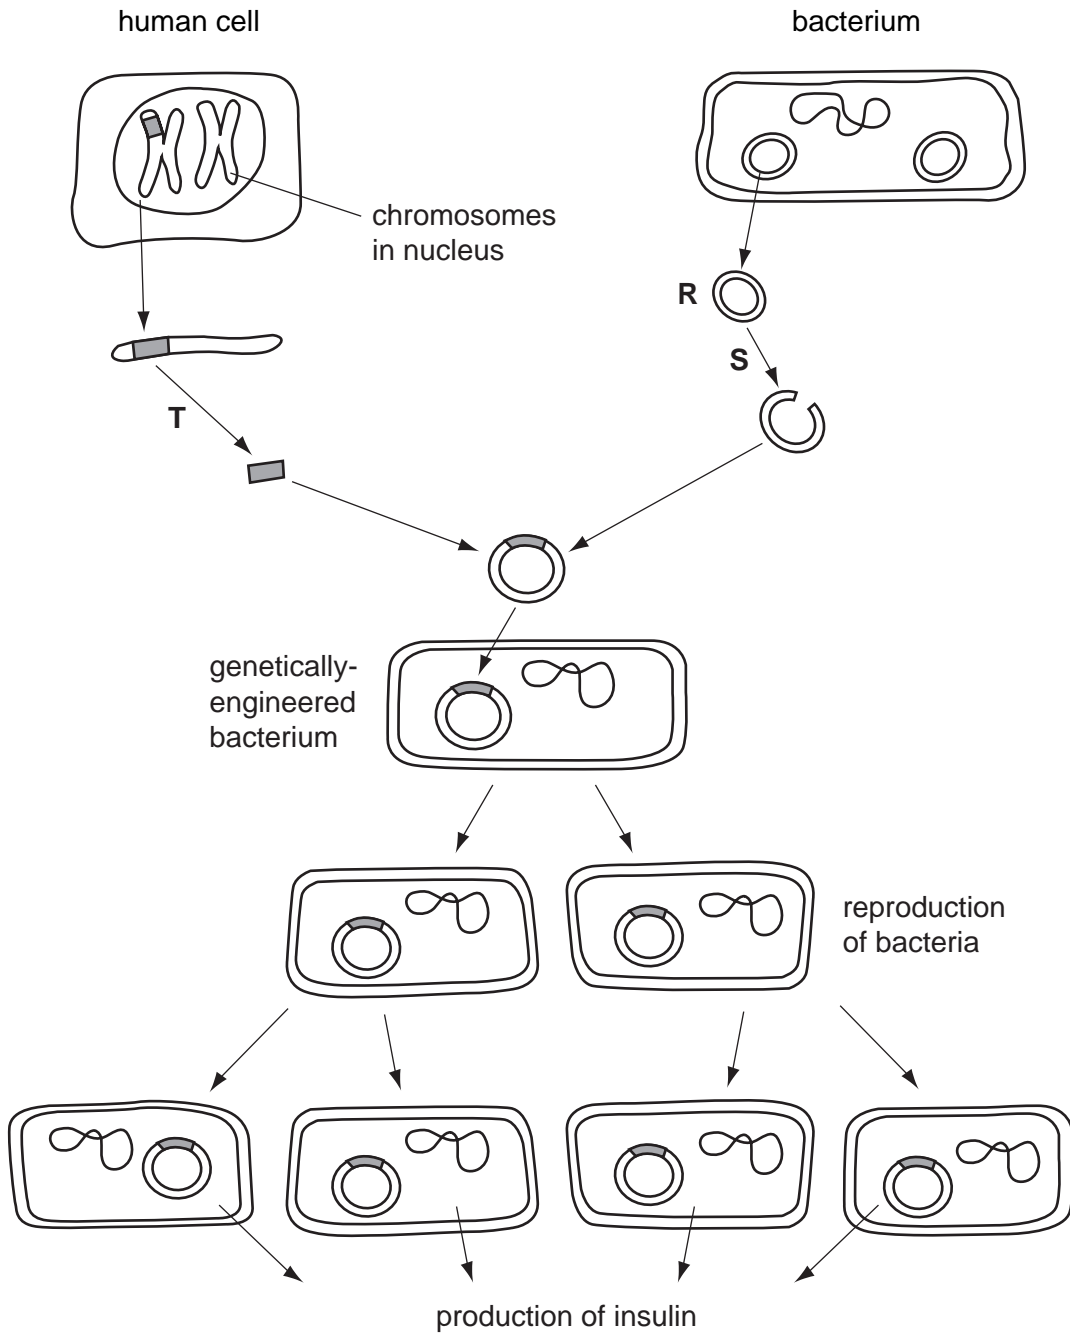 human cell
bacterium
chromosomes
in nucleus
R
S
T
genetically-
engineered
bacterium
reproduction
of bacteria
production of insulin